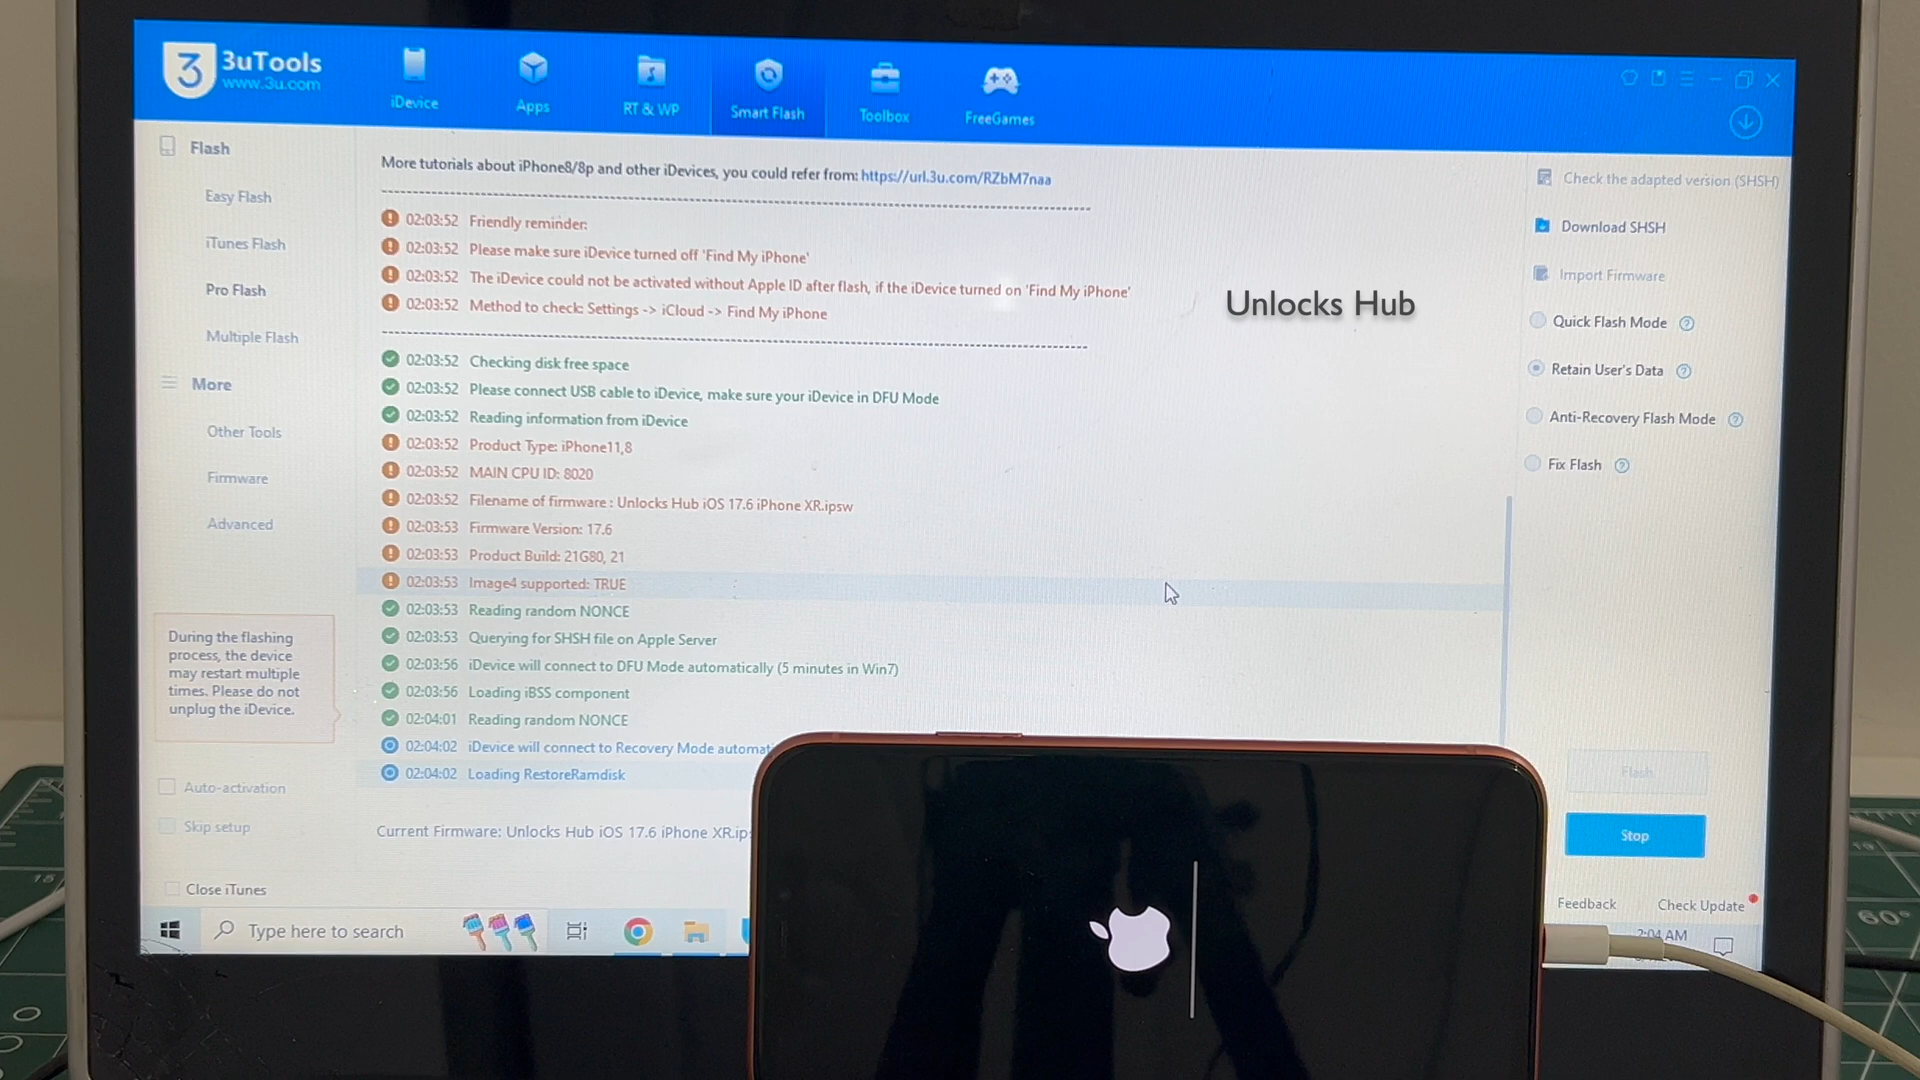 3uTools
www.3u.com
iDevice
Apps
RT & WP
Smart Flash
Toolbox
FreeGames
Flash
Easy Flash
iTunes Flash
Pro Flash
Multiple Flash
More
Other Tools
Firmware
Advanced
During the flashing
process, the device
may restart multiple
times. Please do not
unplug the iDevice.
Auto-activation
Skip setup
Close iTunes
More tutorials about iPhone8/8p and other iDevices, you could refer from: https://url.3u.com/RZbM7naa
02:03:52 Friendly reminder:
02:03:52 Please make sure iDevice turned off 'Find My iPhone'
02:03:52 The iDevice could not be activated without Apple ID after flash, if the iDevice turned on 'Find My iPhone'
02:03:52 Method to check: Settings -> iCloud -> Find My iPhone
02:03:52 Checking disk free space
02:03:52 Please connect USB cable to iDevice, make sure your iDevice in DFU Mode
02:03:52 Reading information from iDevice
02:03:52 Product Type: iPhone11,8
02:03:52 MAIN CPU ID: 8020
02:03:52 Filename of firmware : Unlocks Hub iOS 17.6 iPhone XR.ipsw
02:03:53 Firmware Version: 17.6
02:03:53 Product Build: 21G80, 21
02:03:53 Image4 supported: TRUE
02:03:53 Reading random NONCE
02:03:53 Querying for SHSH file on Apple Server
02:03:56 iDevice will connect to DFU Mode automatically (5 minutes in Win7)
02:03:56 Loading iBSS component
02:04:01 Reading random NONCE
02:04:02 iDevice will connect to Recovery Mode
02:04:02 Loading RestoreRamdisk
Current Firmware: Unlocks Hub iOS 17.6 iPhone
Unlocks Hub
Check the adapted version (SHSH)
Download SHSH
Import Firmware
Quick Flash Mode
Retain User's Data
Anti-Recovery Flash Mode
Fix Flash
Flash
Stop
Feedback
Check Update
Type here to search
2:04 AM
15
60°